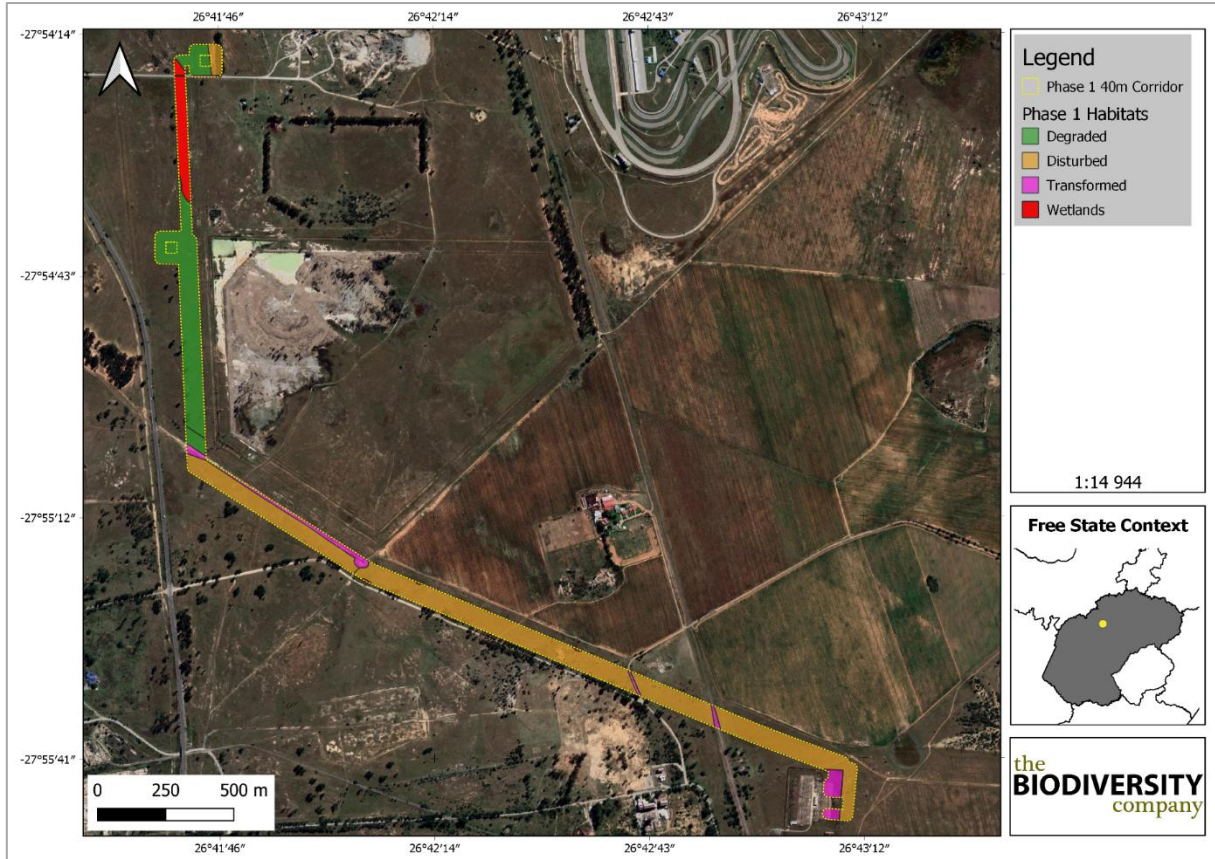 26°41′46″ 26°42′14″ 26°42′43″ 26°43′12″
-27°54′14″
-27°54′43″
-27°55′12″
-27°55′41″
0 250 500 m
26°41′46″ 26°42′14″ 26°42′43″ 26°43′12″
Legend
Phase 1 40m Corridor
Phase 1 Habitats
Degraded
Disturbed
Transformed
Wetlands
1:14 944
Free State Context
the
BIODIVERSITY
company